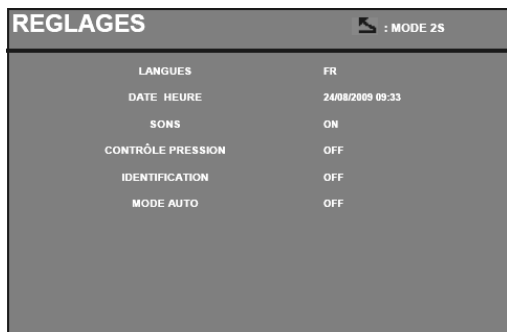 REGLAGES : MODE 2S
LANGUES FR
DATE HEURE 24/08/2009 09:33
SONS ON
CONTRÔLE PRESSION OFF
IDENTIFICATION OFF
MODE AUTO OFF